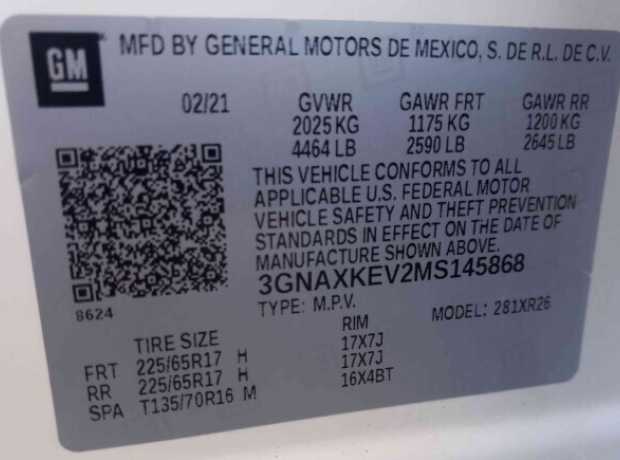 GM
MFD BY GENERAL MOTORS DE MEXICO, S. DE R.L. DE C.V.
02/21 GVWR GAWR FRT GAWR RR
2025 KG 1175 KG 1200 KG
4464 LB 2590 LB 2645 LB
THIS VEHICLE CONFORMS TO ALL
APPLICABLE U.S. FEDERAL MOTOR
VEHICLE SAFETY AND THEFT PREVENTION
STANDARDS IN EFFECT ON THE DATE OF
MANUFACTURE SHOWN ABOVE.
3GNAXKEV2MS145868
8624
TYPE: M.P.V. MODEL: 281XR26
TIRE SIZE RIM
FRT 225/65R17 H 17X7J
RR 225/65R17 H 17X7J
SPA T135/70R16 M 16X4BT